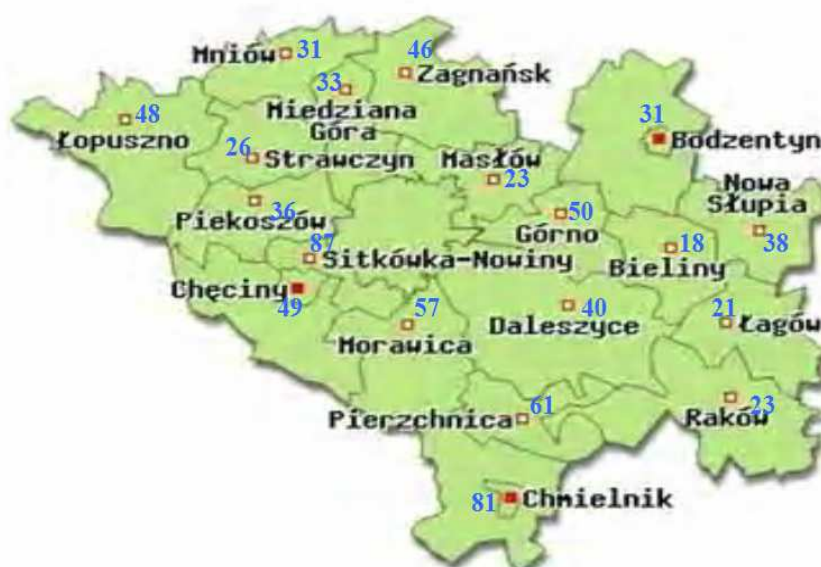 Mniów 31
46
Zagnańsk
33
Miedziana
Góra
48
Łopuszno
26 Strawczyn
31
Bodzentyn
Masłów
23
Nowa
Słupia
38
36
Piekoszów
50
Górno
18
Bieliny
87
Sitkówka-Nowiny
Chęciny
49
57
Morawica
40
Daleszyce
21
Łagów
61
Pierzchnica
23
Raków
81 Chmielnik